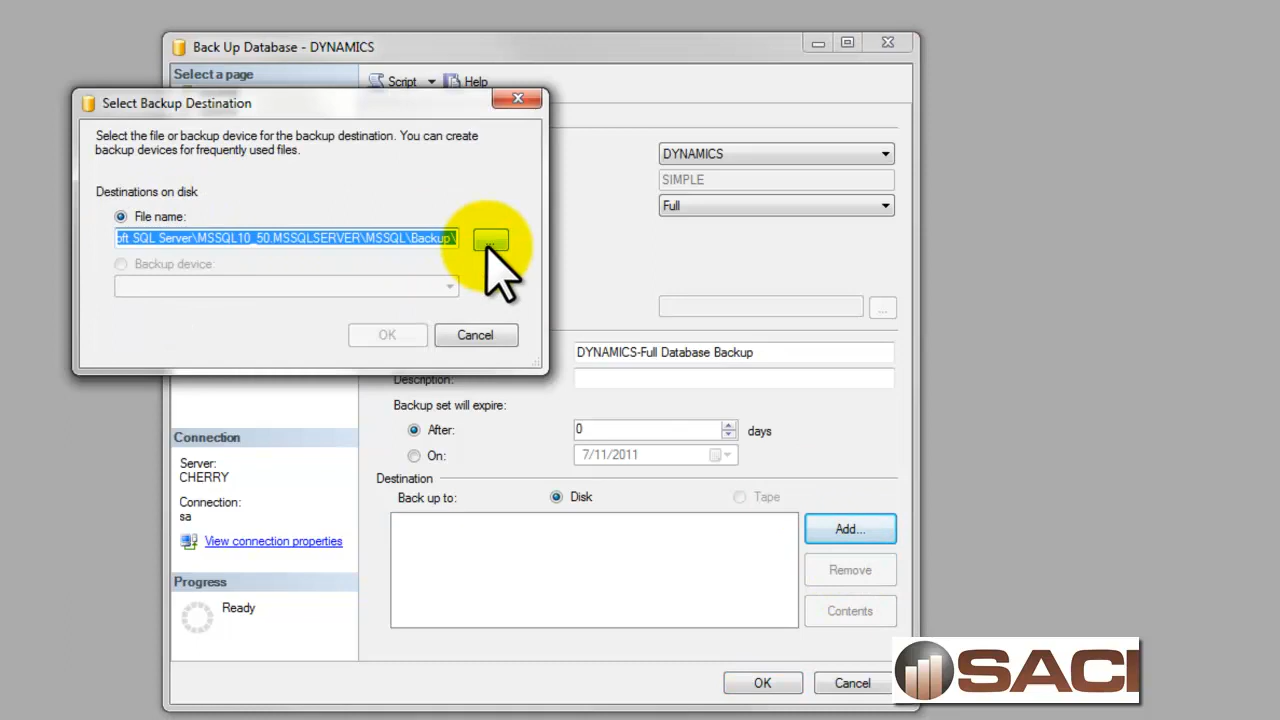 Back Up Database - DYNAMICS
Select a page
Script
Help
Select Backup Destination
Select the file or backup device for the backup destination. You can create
backup devices for frequently used files.
Destinations on disk
File name:
oft SQL Server\MSSQL10_50.MSSQLSERVER\MSSQL\Backup\
...
Backup device:
OK
Cancel
DYNAMICS
SIMPLE
Full
...
DYNAMICS-Full Database Backup
Description:
Backup set will expire:
After:
0
days
On:
7/11/2011
Destination
Back up to:
Disk
Tape
Add...
Remove
Contents
Connection
Server:
CHERRY
Connection:
sa
View connection properties
Progress
Ready
OK
Cancel
SACI